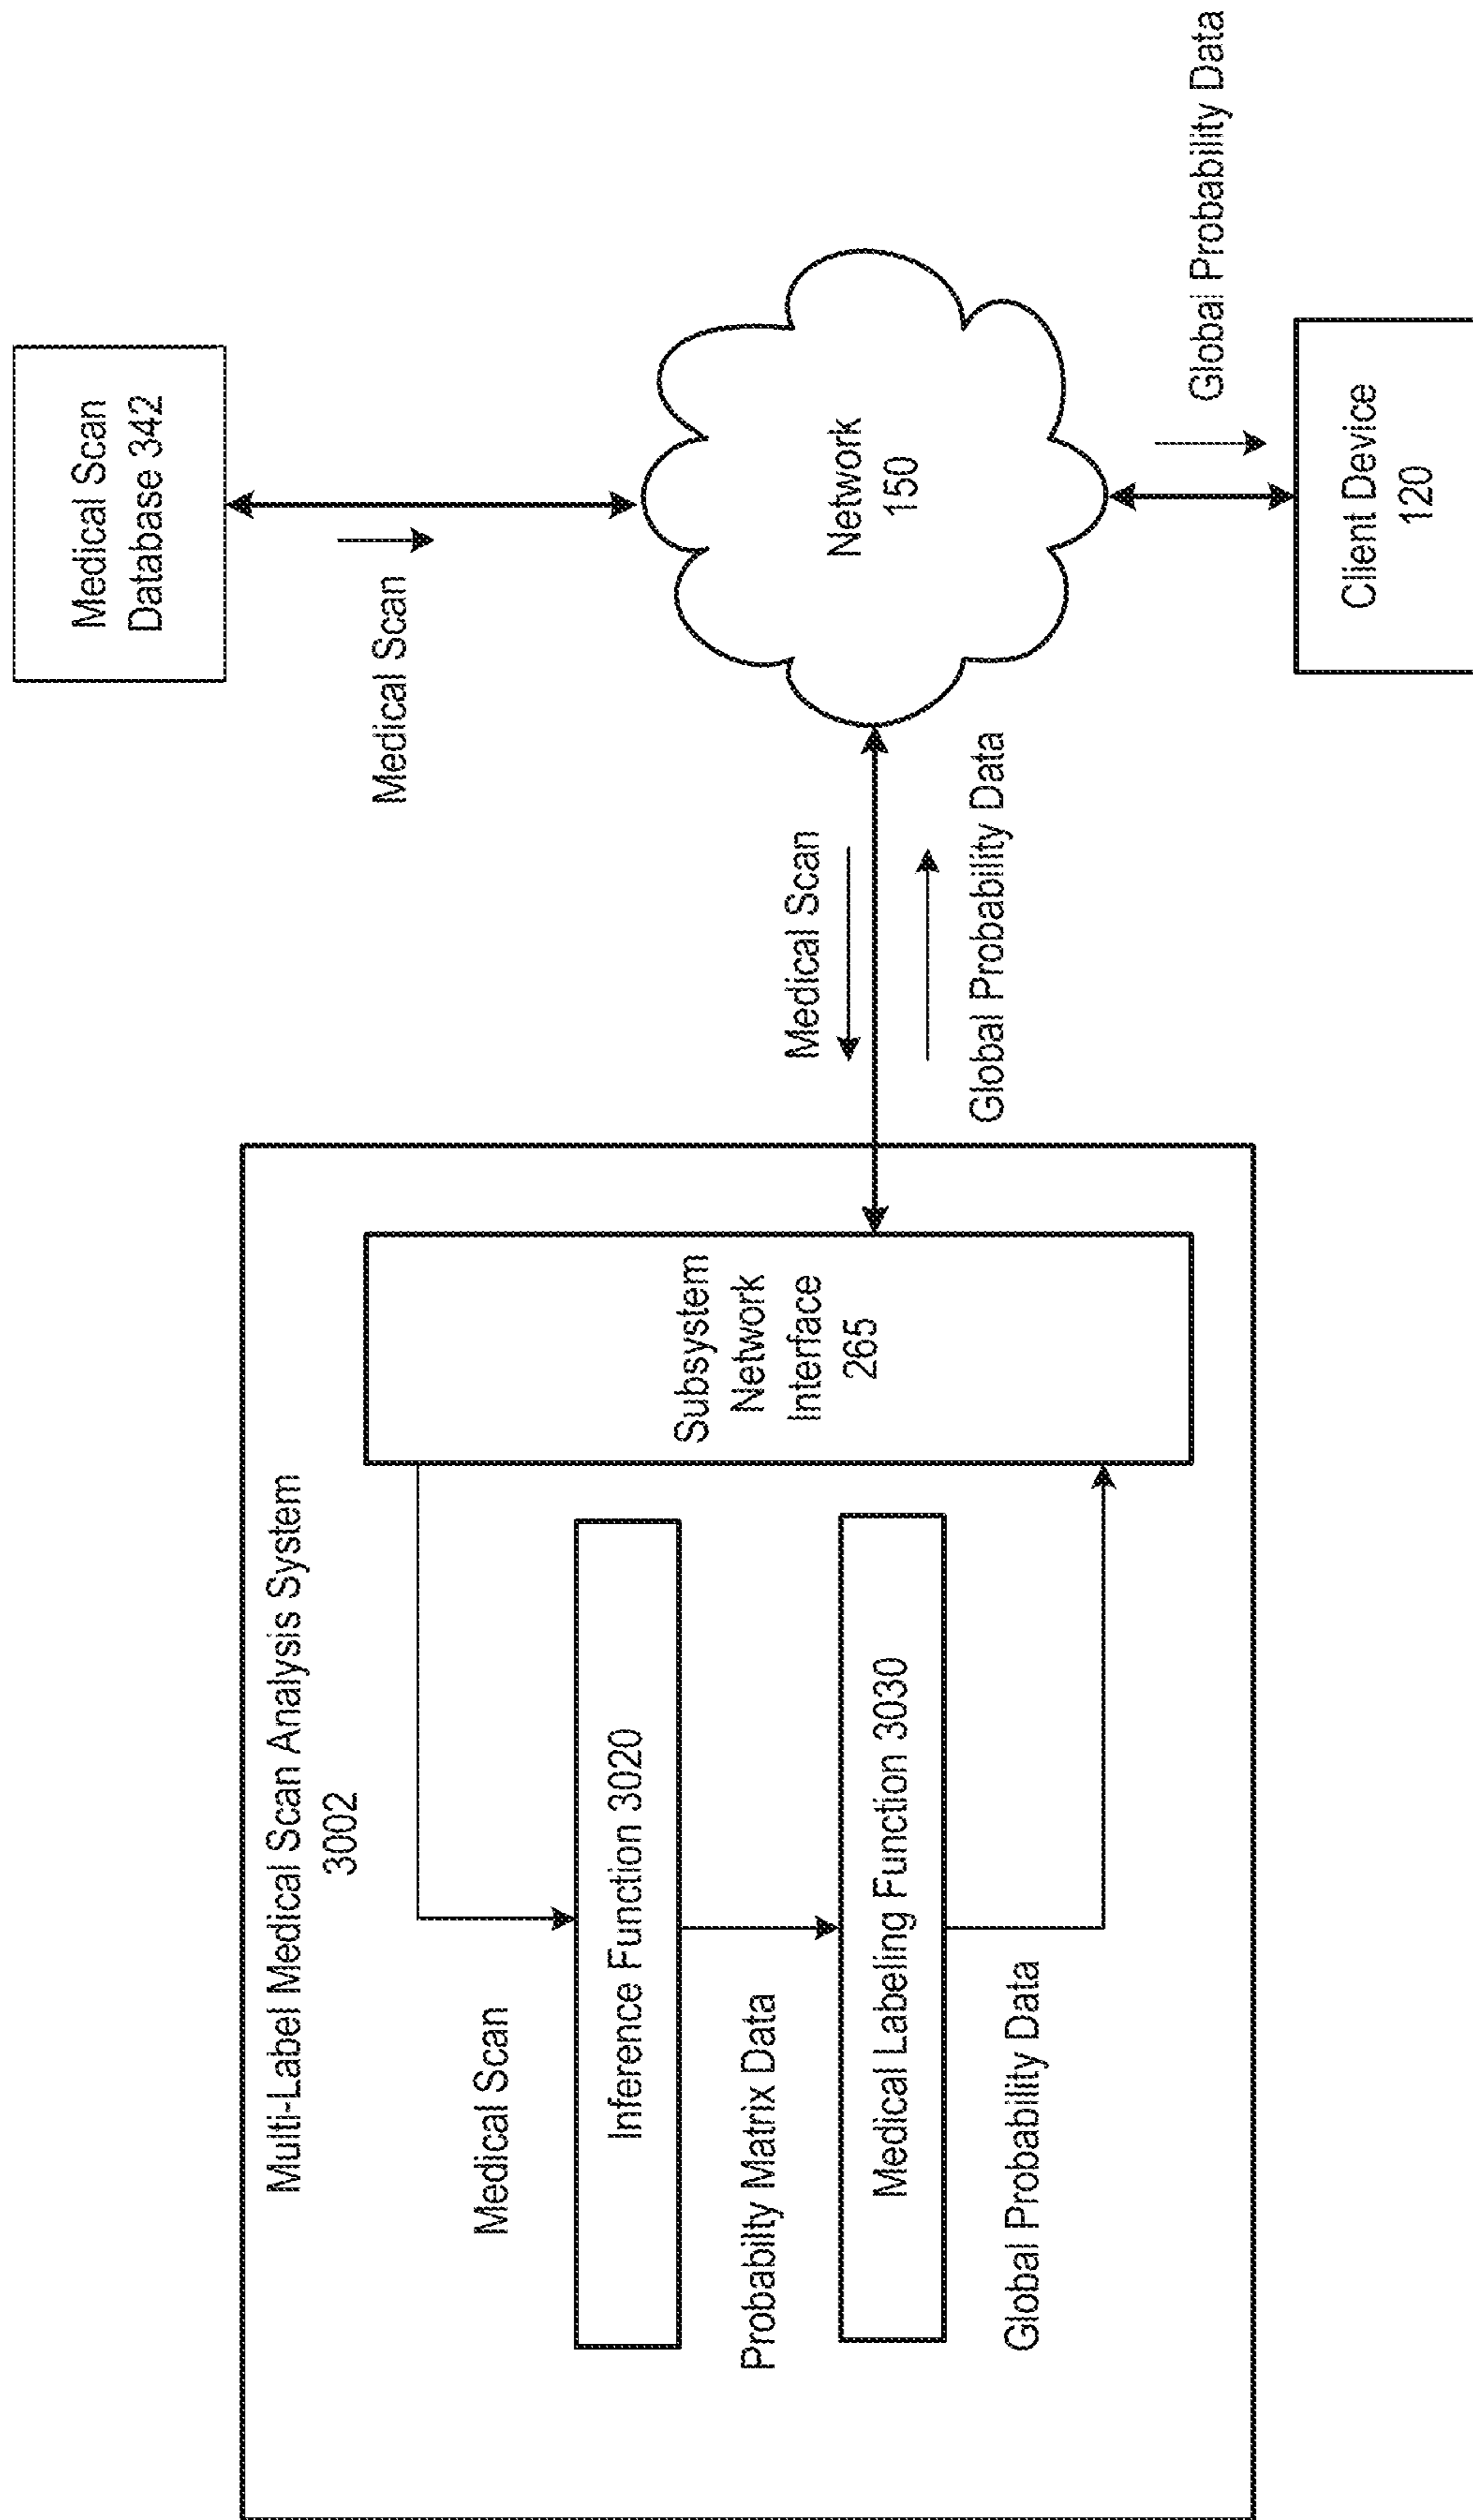 Multi-Label Medical Scan Analysis System
3002
Medical Scan
Inference Function 3020
Probabilty Matrix Data
Medical Labeling Function 3030
Global Probability Data
Subsystem
Network
Interface
265
Medical Scan
Global Probability Data
Medical Scan
Database 342
Medical Scan
Network
150
Global Probability Data
Client Device
120